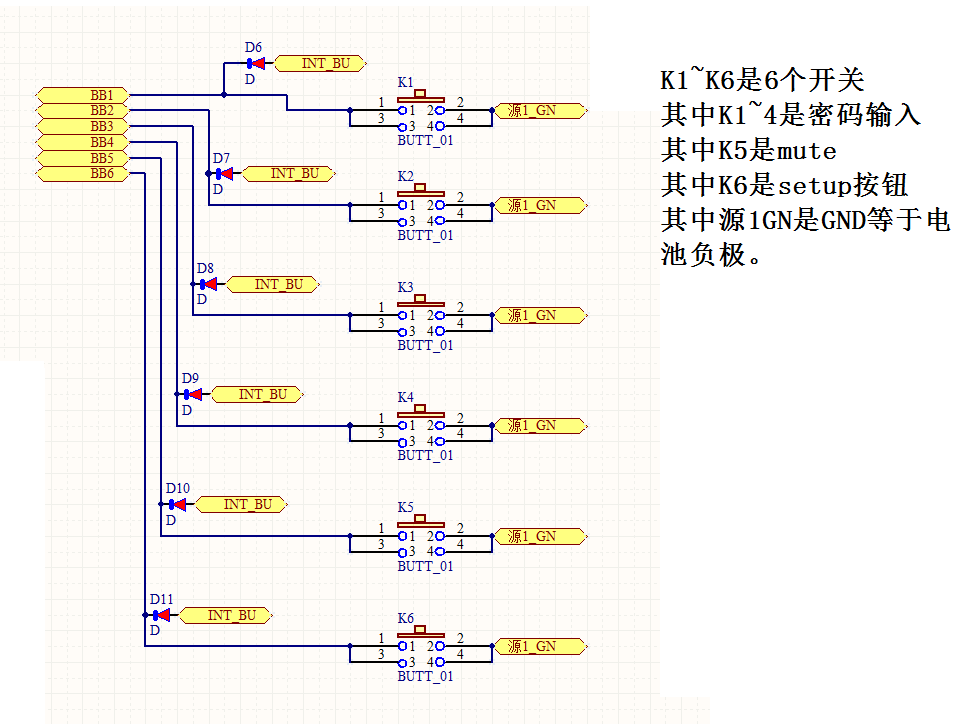 D6
INT_BU
D
K1
BB1
1 2
1 2
源1_GN
BB2
3 4
3 4
BB3
BUTT_01
BB4
BB5
D7
BB6
INT_BU
K2
D
1 2
1 2
源1_GN
3 4
3 4
BUTT_01
D8
INT_BU
K3
D
1 2
1 2
源1_GN
3 4
3 4
BUTT_01
D9
INT_BU
K4
D
1 2
1 2
源1_GN
3 4
3 4
BUTT_01
D10
INT_BU
K5
D
1 2
1 2
源1_GN
3 4
3 4
BUTT_01
D11
INT_BU
K6
D
1 2
1 2
源1_GN
3 4
3 4
BUTT_01
K1~K6是6个开关
其中K1~4是密码输入
其中K5是mute
其中K6是setup按钮
其中源1GN是GND等于电
池负极。